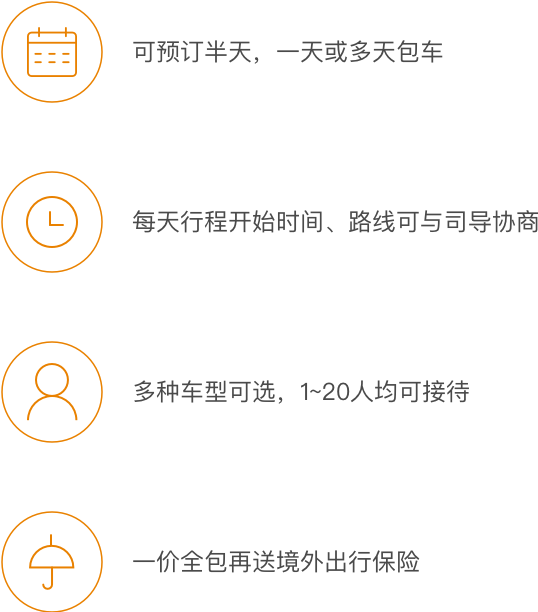 可预订半天，一天或多天包车
每天行程开始时间、路线可与司导协商
多种车型可选，1~20人均可接待
一价全包再送境外出行保险